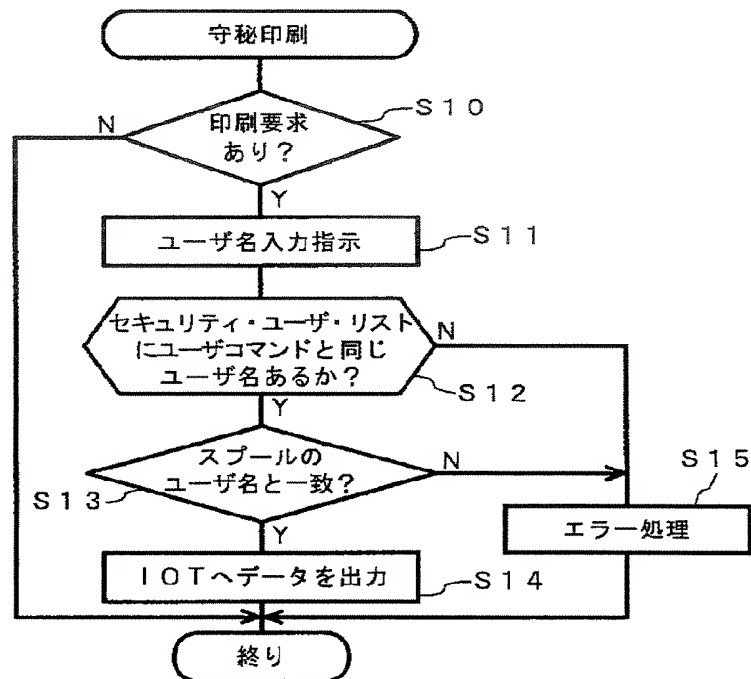 守秘印刷
S10
N
印刷要求
あり?
Y
ユーザ名入力指示
S11
セキュリティ・ユーザ・リスト
にユーザコマンドと同じ
ユーザ名あるか?
N
S12
Y
スプールの
ユーザ名と一致?
N
S13
S15
Y
エラー処理
IOTへデータを出力
S14
終り